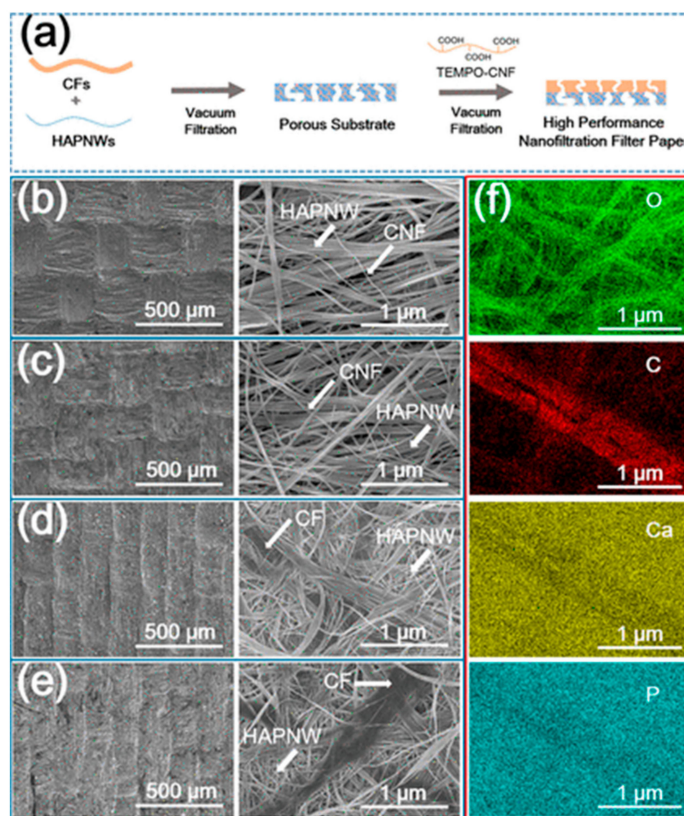 (a)
COOH
COOH COOH
TEMPO-CNF
CFs
+
HAPNWs
Vacuum
Filtration
Porous Substrate
Vacuum
Filtration
High Performance
Nanofiltration Filter Paper
(b)
500 µm
HAPNW
CNF
1 µm
(c)
500 µm
CNF
HAPNW
1 µm
(d)
500 µm
CF
HAPNW
1 µm
(e)
500 µm
CF
HAPNW
1 µm
(f)
O
1 µm
C
1 µm
Ca
1 µm
P
1 µm